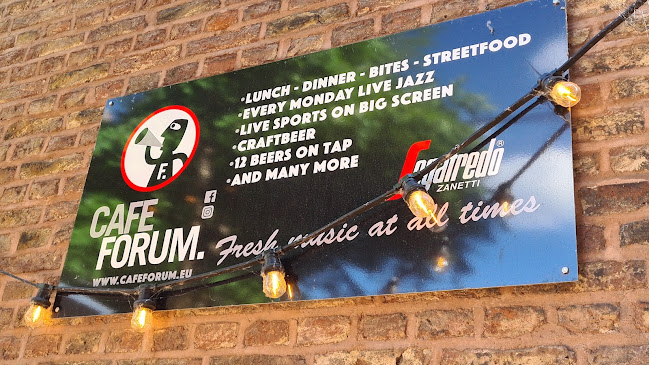 •LUNCH - DINNER - BITES - STREETFOOD
•EVERY MONDAY LIVE JAZZ
•LIVE SPORTS ON BIG SCREEN
•CRAFTBEER
•12 BEERS ON TAP
•AND MANY MORE
F.
Segafredo®
ZANETTI
CAFE
FORUM.
Fresh music at all times
WWW.CAFEFORUM.EU